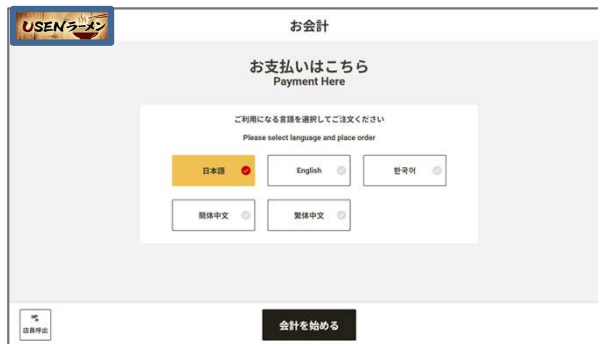 USENラーメン
お会計
お支払いはこちら
Payment Here
ご利用になる言語を選択してご注文ください
Please select language and place order
日本語
English
한국어
簡体中文
繁体中文
店員呼出
会計を始める